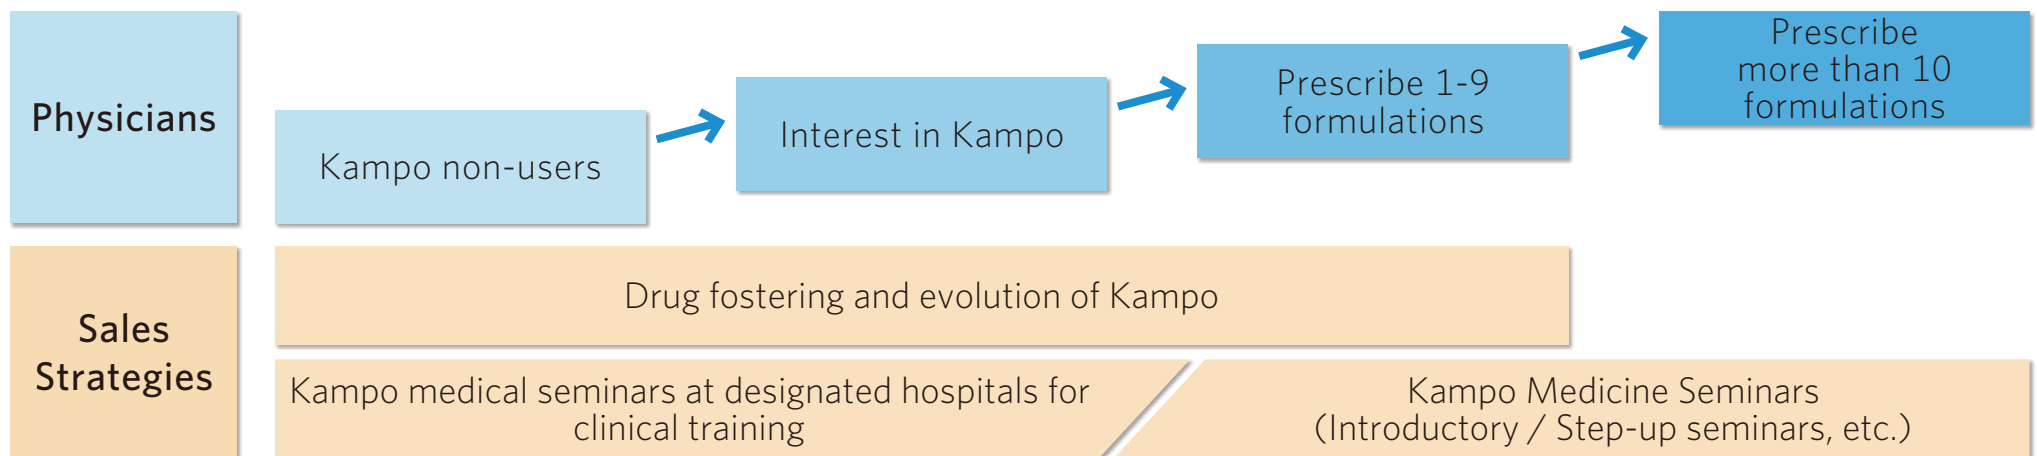 Physicians
Kampo non-users
Interest in Kampo
Prescribe 1-9
formulations
Prescribe
more than 10
formulations
Sales
Strategies
Drug fostering and evolution of Kampo
Kampo medical seminars at designated hospitals for
clinical training
Kampo Medicine Seminars
(Introductory / Step-up seminars, etc.)